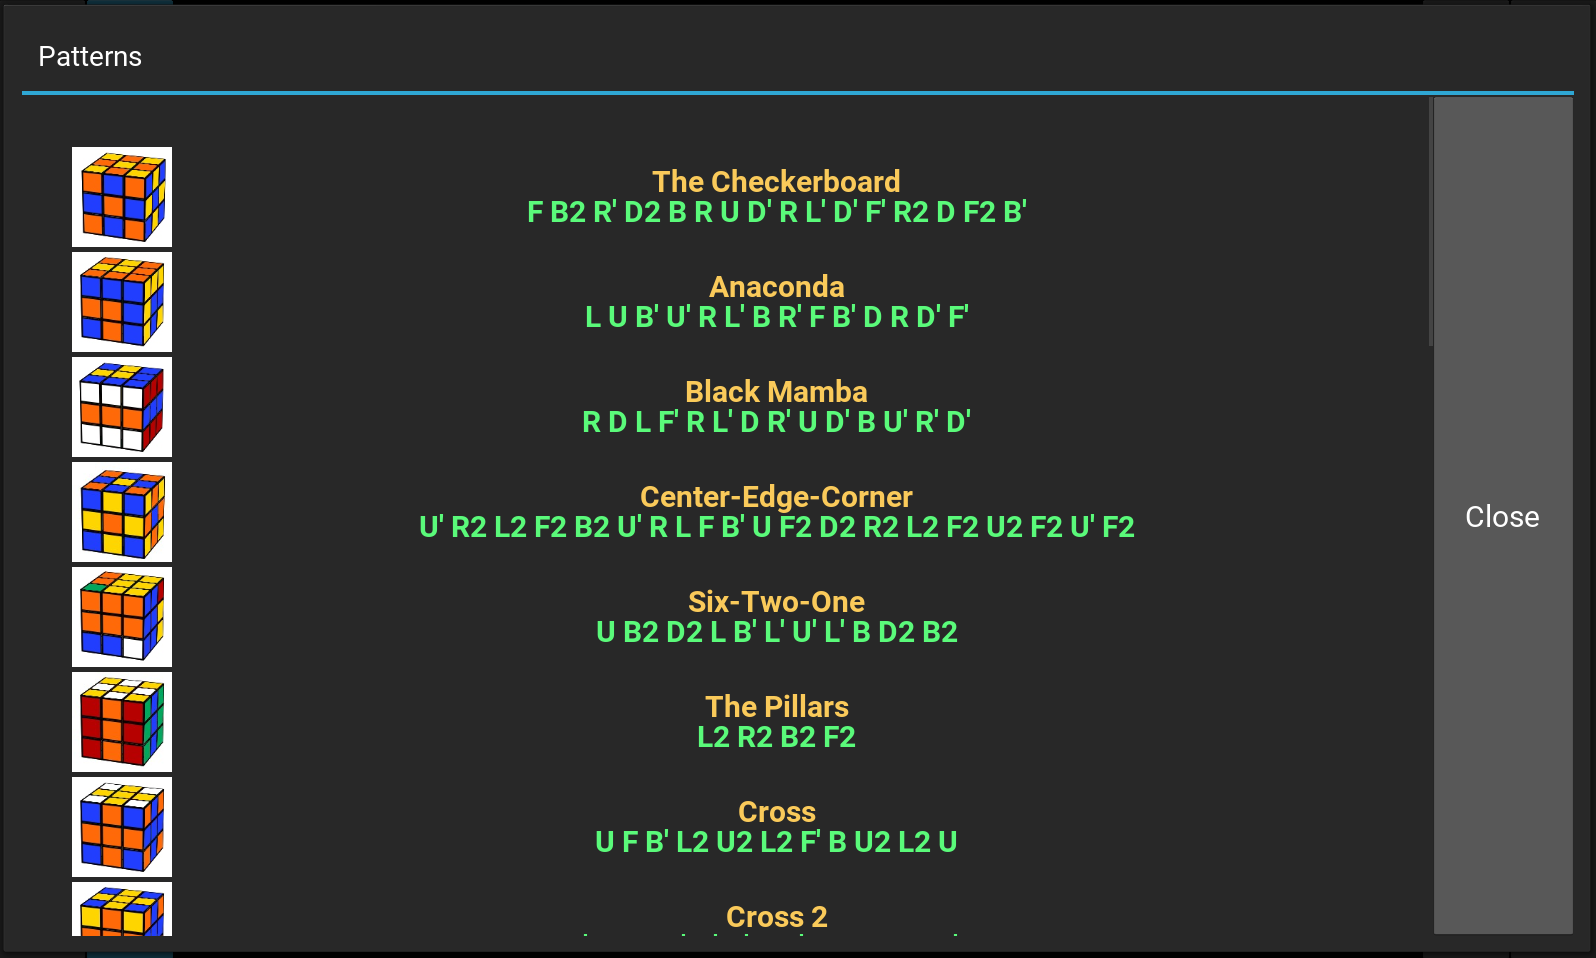 Patterns
The Checkerboard
F B2 R' D2 B R U D' R L' D' F' R2 D F2 B'
Anaconda
L U B' U' R L' B R' F B' D R D' F'
Black Mamba
R D L F' R L' D R' U D' B U' R' D'
Center-Edge-Corner
U' R2 L2 F2 B2 U' R L F B' U F2 D2 R2 L2 F2 U2 F2 U' F2
Close
Six-Two-One
U B2 D2 L B' L' U' L' B D2 B2
The Pillars
L2 R2 B2 F2
Cross
U F B' L2 U2 L2 F' B U2 L2 U
Cross 2